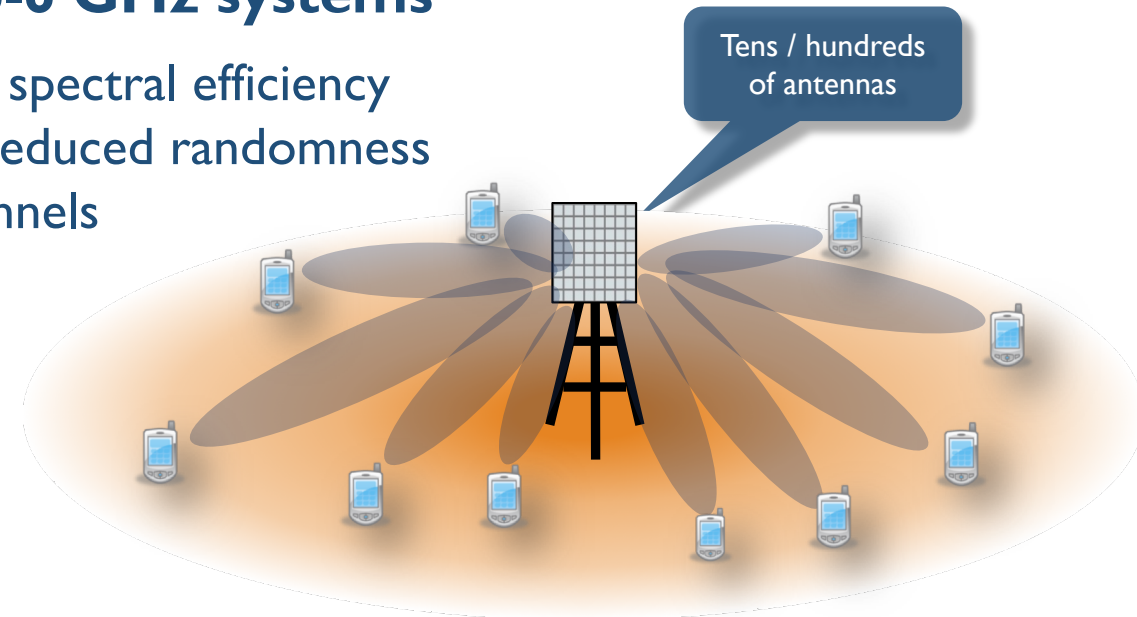 GHz systems
spectral efficiency
educed randomness
nnels
Tens / hundreds
of antennas